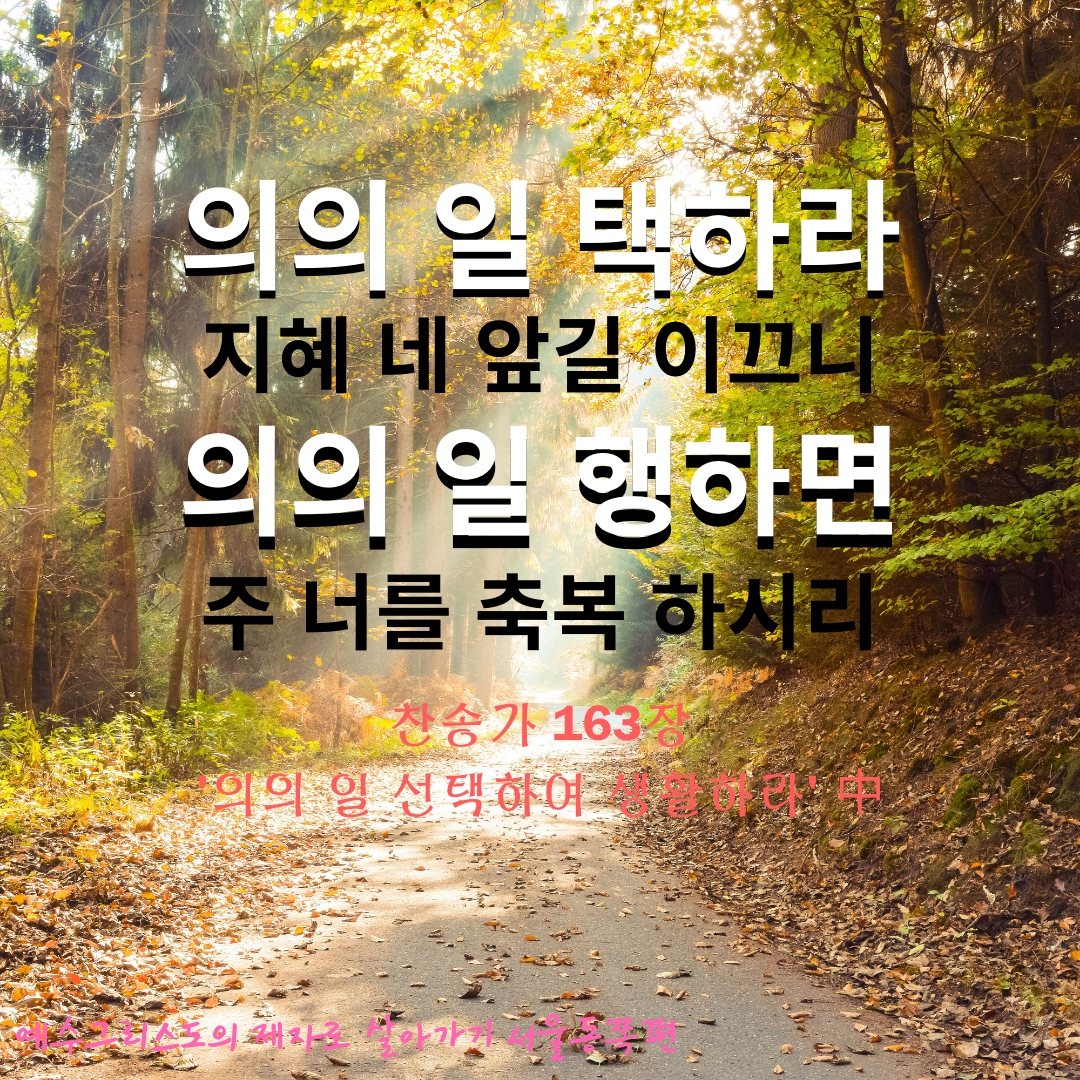 의의 일 택하라
지혜 네 앞길 이끄니
의의 일 행하면
주 너를 축복 하시리
찬송가 163장
'의의 일 선택하여 생활하라' 中
예수그리스도의 제자로 살아가기 서울동쪽편